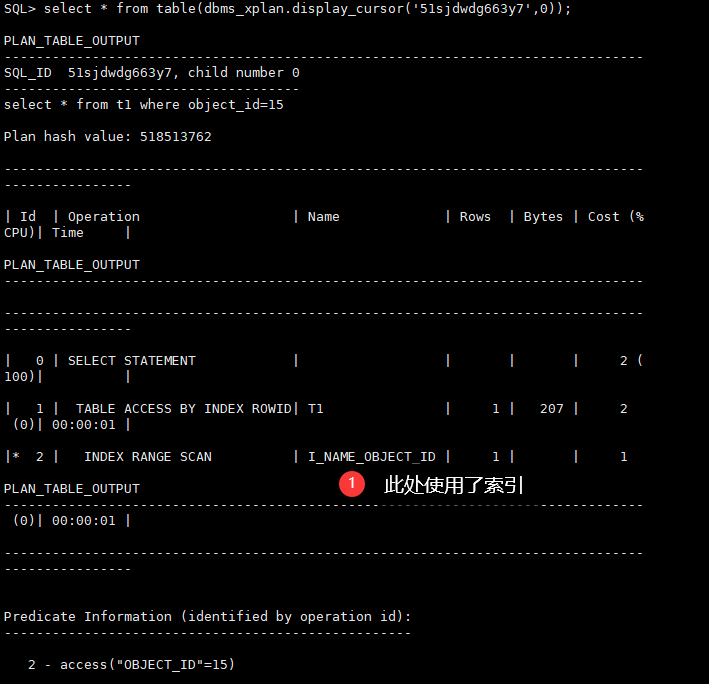 SQL> select * from table(dbms_xplan.display_cursor('51sjdwdg663y7',0));
PLAN_TABLE_OUTPUT
--------------------------------------------------------------------------------
SQL_ID  51sjdwdg663y7, child number 0
-------------------------------------
select * from t1 where object_id=15
Plan hash value: 518513762
--------------------------------------------------------------------------------
----------------
| Id  | Operation                   | Name             | Rows  | Bytes | Cost (%
CPU)| Time     |
PLAN_TABLE_OUTPUT
--------------------------------------------------------------------------------
--------------------------------------------------------------------------------
----------------
|   0 | SELECT STATEMENT            |                  |       |       |     2 (
100)|          |
|   1 |  TABLE ACCESS BY INDEX ROWID| T1               |     1 |   207 |     2
 (0)| 00:00:01 |
|*  2 |   INDEX RANGE SCAN          | I_NAME_OBJECT_ID |     1 |       |     1
1 此处使用了索引
PLAN_TABLE_OUTPUT
--------------------------------------------------------------------------------
 (0)| 00:00:01 |
--------------------------------------------------------------------------------
----------------
Predicate Information (identified by operation id):
---------------------------------------------------
   2 - access("OBJECT_ID"=15)